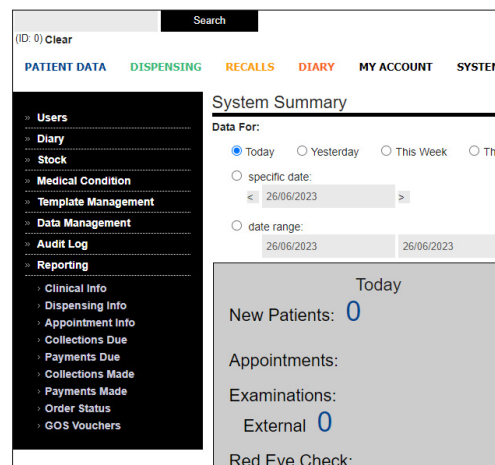 Search
(ID: 0) Clear
PATIENT DATA DISPENSING RECALLS DIARY MY ACCOUNT SYSTEM
» Users
» Diary
» Stock
» Medical Condition
» Template Management
» Data Management
» Audit Log
» Reporting
› Clinical Info
› Dispensing Info
› Appointment Info
› Collections Due
› Payments Due
› Collections Made
› Payments Made
› Order Status
› GOS Vouchers
System Summary
Data For:
Today Yesterday This Week Th
specific date:
< 26/06/2023 >
date range:
26/06/2023 26/06/2023
Today
New Patients: 0
Appointments:
Examinations:
External 0
Red Eye Check: